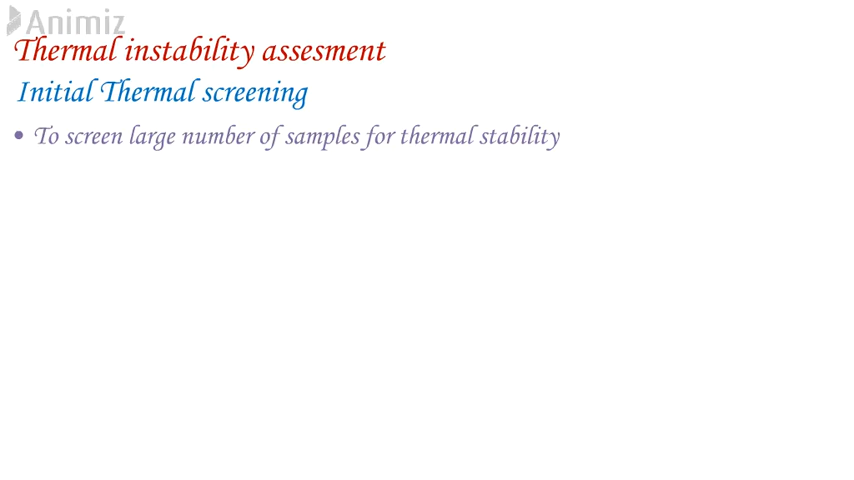 Animiz
Thermal instability assesment
Initial Thermal screening
• To screen large number of samples for thermal stability